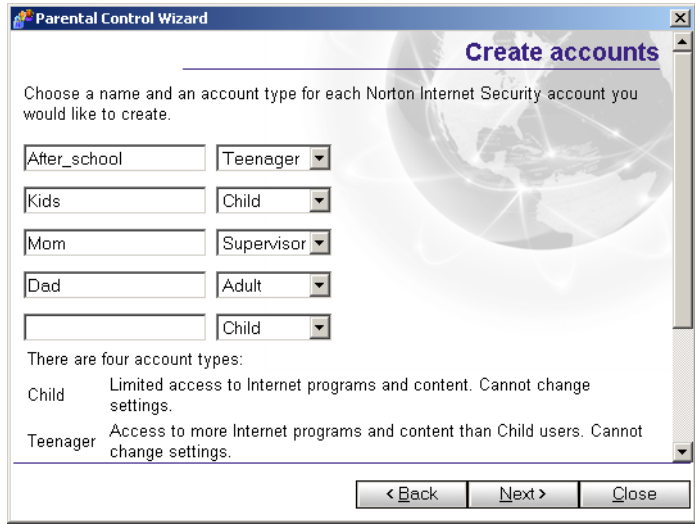 Parental Control Wizard
Create accounts
Choose a name and an account type for each Norton Internet Security account you
would like to create.
After_school Teenager
Kids Child
Mom Supervisor
Dad Adult
Child
There are four account types:
Child Limited access to Internet programs and content. Cannot change
settings.
Teenager Access to more Internet programs and content than Child users. Cannot
change settings.
< Back Next > Close